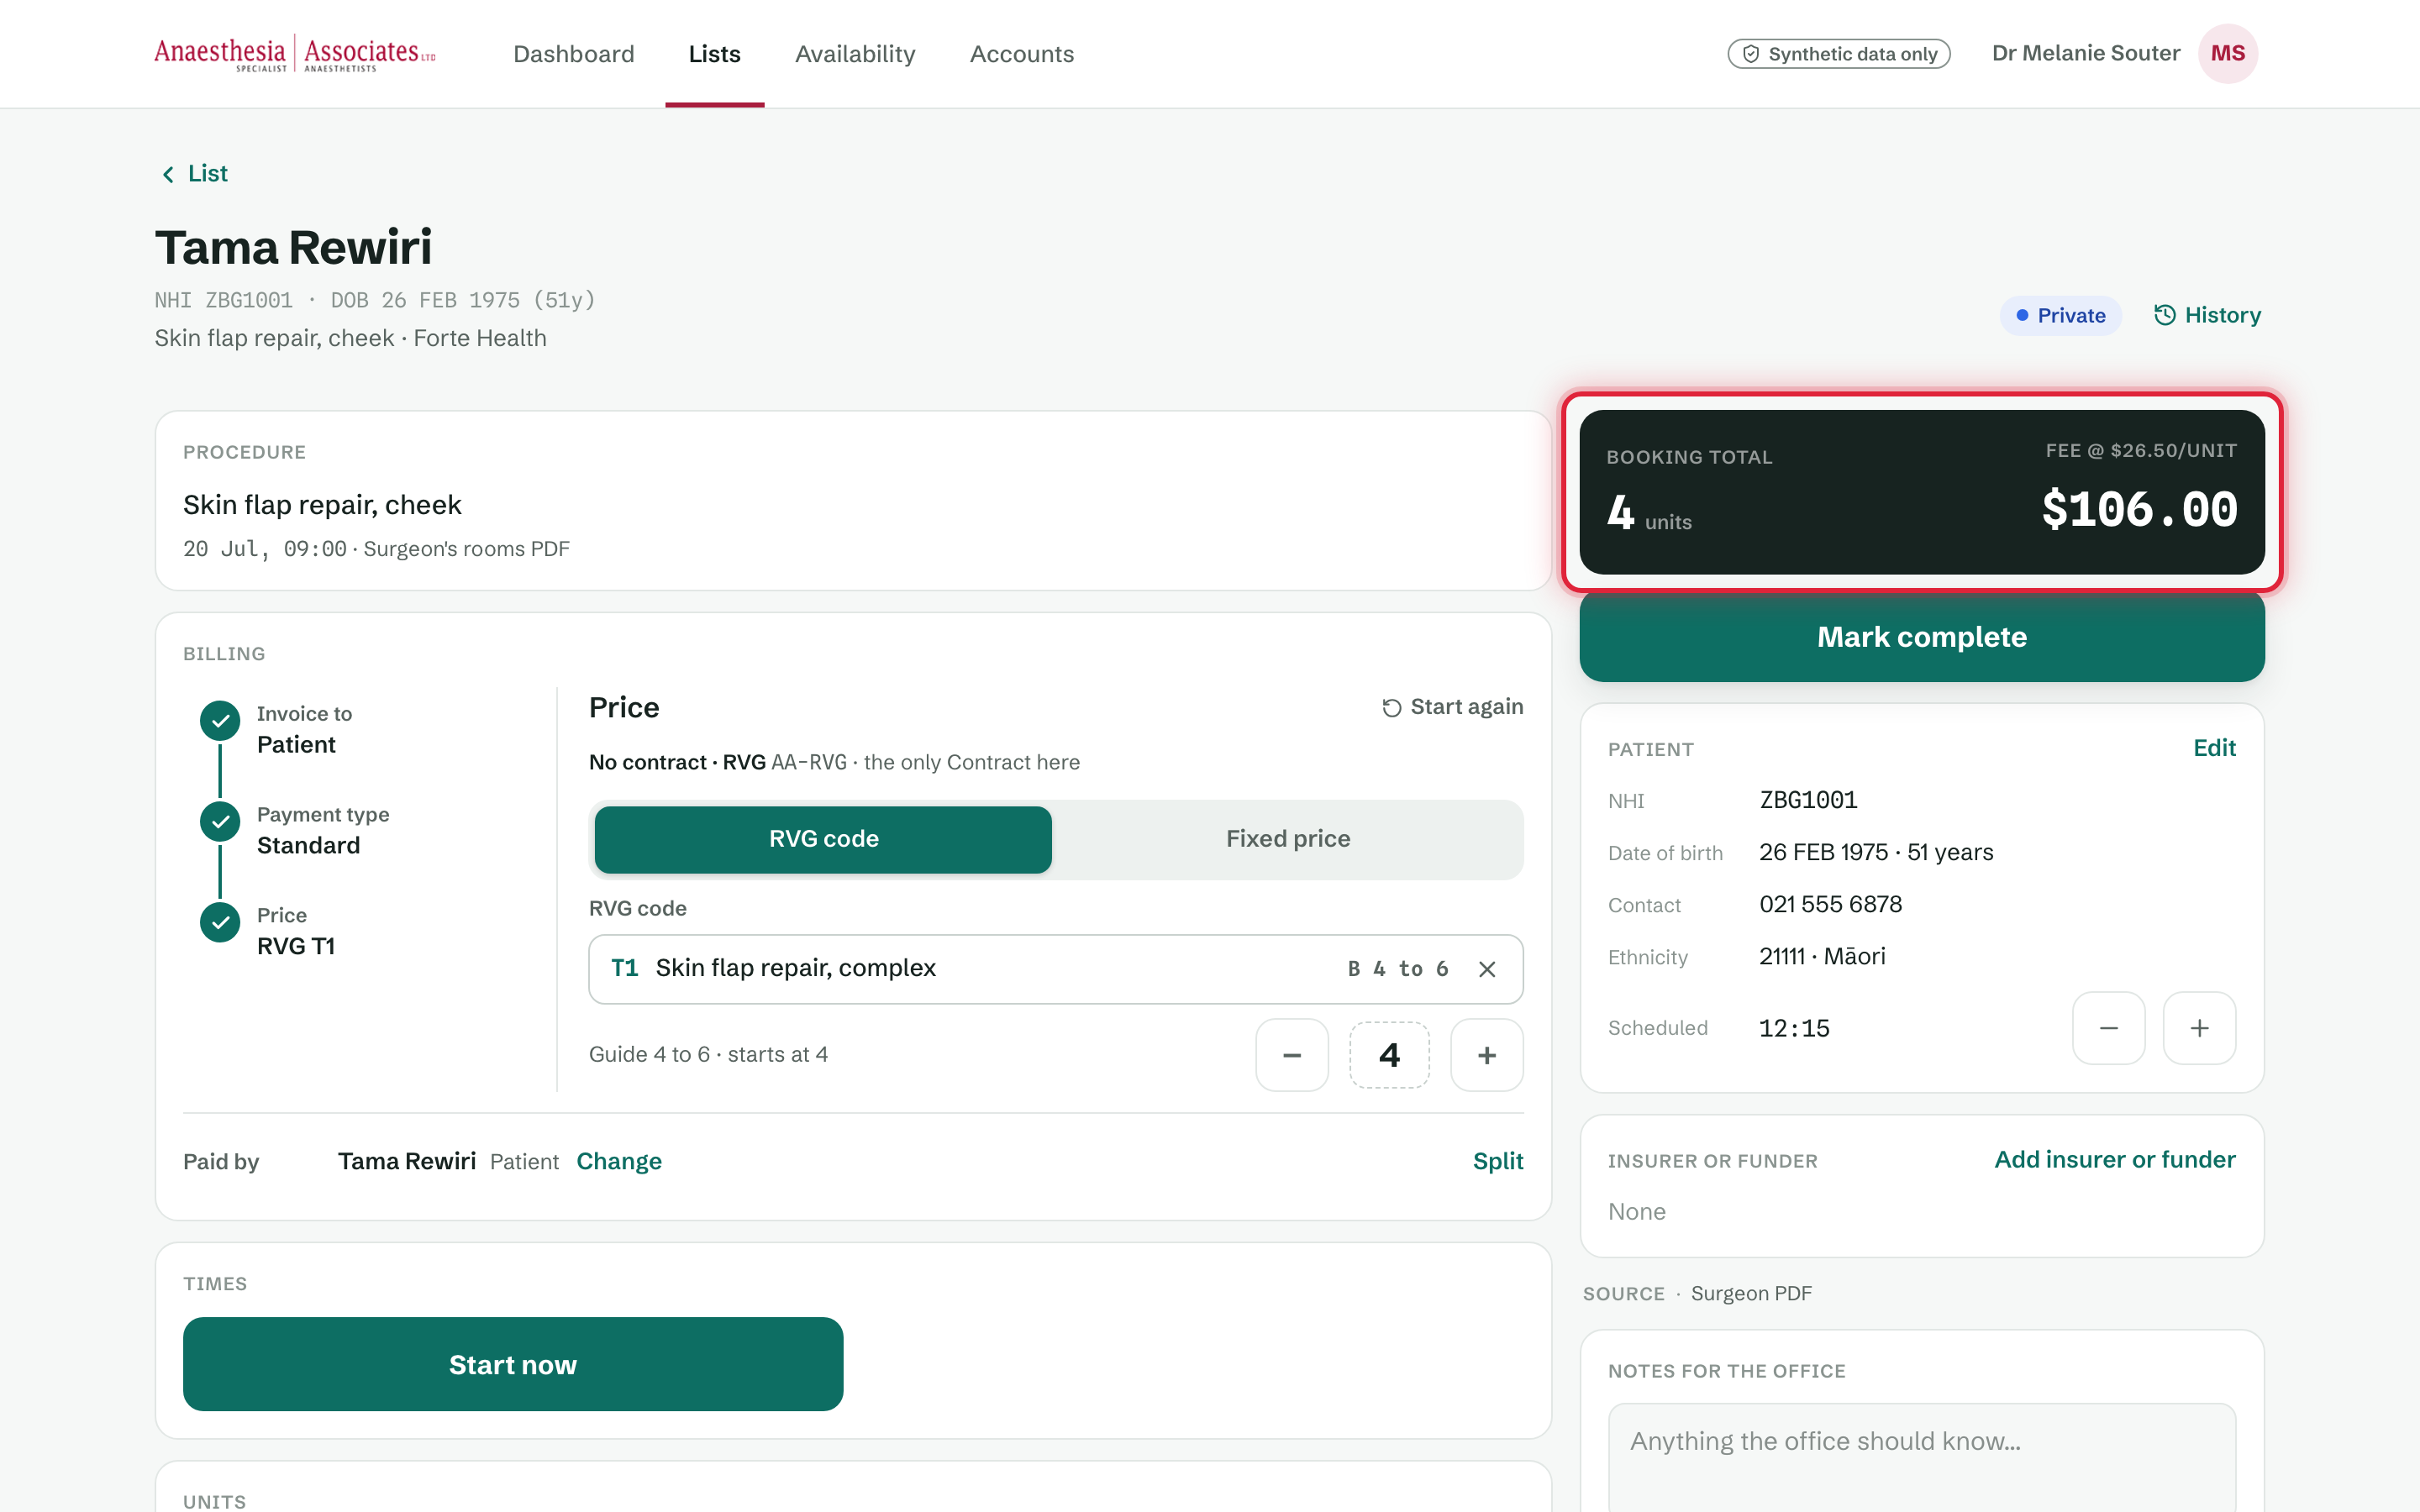 Anaesthesia Associates LTD
SPECIALIST ANAESTHETISTS
Dashboard
Lists
Availability
Accounts
Synthetic data only
Dr Melanie Souter
MS
List
Tama Rewiri
NHI ZBG1001 · DOB 26 FEB 1975 (51y)
Skin flap repair, cheek · Forte Health
Private
History
PROCEDURE
Skin flap repair, cheek
20 Jul, 09:00 · Surgeon's rooms PDF
BOOKING TOTAL
4 units
FEE @ $26.50/UNIT
$106.00
Mark complete
BILLING
Invoice to
Patient
Payment type
Standard
Price
RVG T1
Price
Start again
No contract · RVG AA-RVG · the only Contract here
RVG code
Fixed price
RVG code
T1 Skin flap repair, complex B 4 to 6
Guide 4 to 6 · starts at 4
− 4 +
Paid by Tama Rewiri Patient Change Split
TIMES
Start now
UNITS
PATIENT
Edit
NHI ZBG1001
Date of birth 26 FEB 1975 · 51 years
Contact 021 555 6878
Ethnicity 21111 · Māori
Scheduled 12:15 − +
INSURER OR FUNDER
Add insurer or funder
None
SOURCE · Surgeon PDF
NOTES FOR THE OFFICE
Anything the office should know...